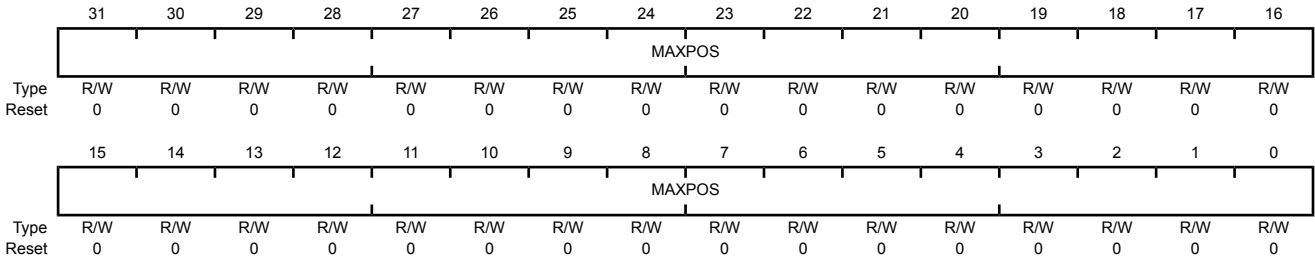 31 30 29 28 27 26 25 24 23 22 21 20 19 18 17 16
MAXPOS
Type R/W R/W R/W R/W R/W R/W R/W R/W R/W R/W R/W R/W R/W R/W R/W R/W
Reset 0 0 0 0 0 0 0 0 0 0 0 0 0 0 0 0
15 14 13 12 11 10 9 8 7 6 5 4 3 2 1 0
MAXPOS
Type R/W R/W R/W R/W R/W R/W R/W R/W R/W R/W R/W R/W R/W R/W R/W R/W
Reset 0 0 0 0 0 0 0 0 0 0 0 0 0 0 0 0